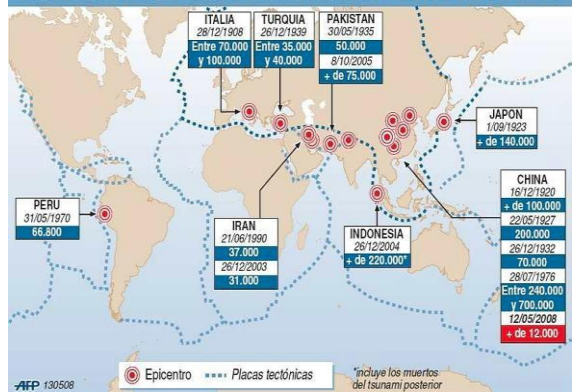 ITALIA
28/12/1908
Entre 70.000
y 100.000
TURQUIA
26/12/1939
Entre 35.000
y 40.000
PAKISTAN
30/05/1935
50.000
8/10/2005
+ de 75.000
JAPON
1/09/1923
+ de 140.000
CHINA
16/12/1920
+ de 100.000
22/05/1927
200.000
26/12/1932
70.000
28/07/1976
Entre 240.000
y 700.000
12/05/2008
+ de 12.000
PERU
31/05/1970
66.800
IRAN
21/06/1990
37.000
26/12/2003
31.000
INDONESIA
26/12/2004
+ de 220.000*
AFP 130508
Epicentro
Placas tectónicas
*incluye los muertos
del tsunami posterior